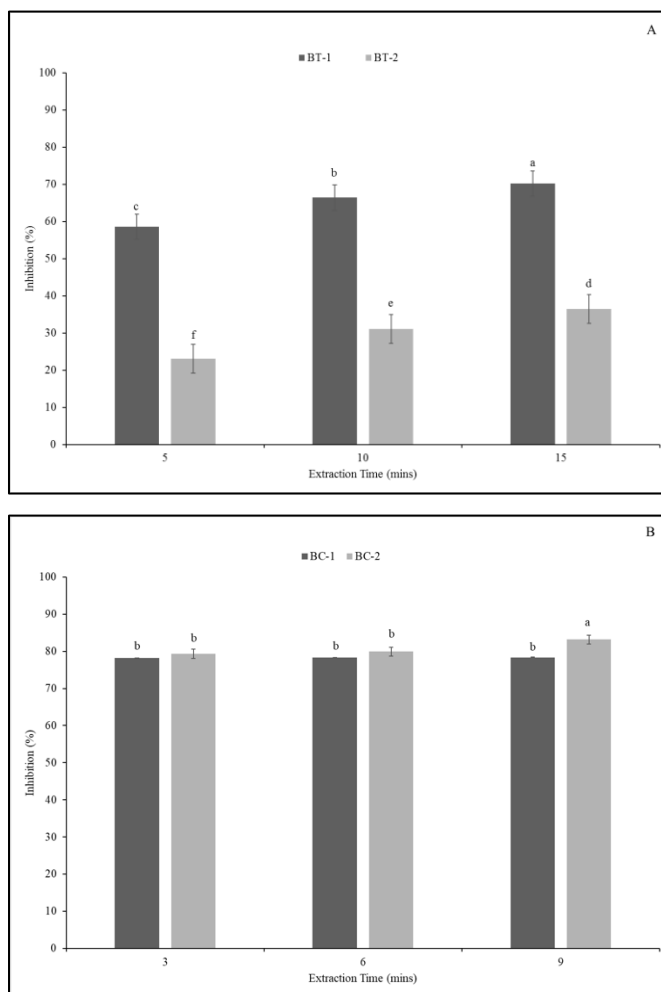 A
BT-1 BT-2
100
90
80
70
60
50
40
30
20
10
0
Inhibition (%)
c
f
b
e
a
d
5 10 15
Extraction Time (mins)
B
BC-1 BC-2
100
90
80
70
60
50
40
30
20
10
0
Inhibition (%)
b
b
b
b
b
a
3 6 9
Extraction Time (mins)